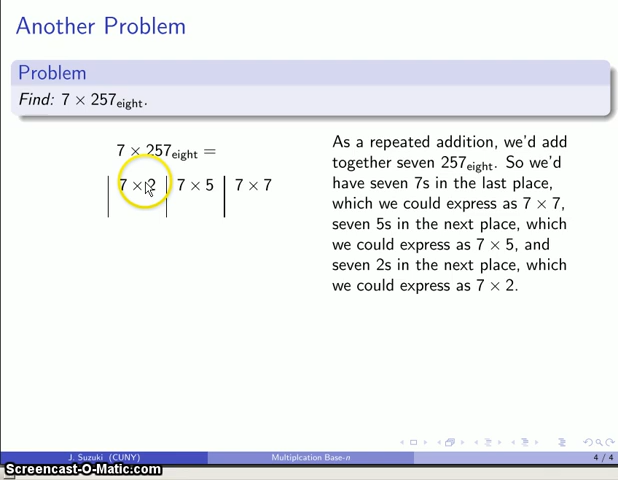 Another Problem
Problem
Find: 7 × 257eight.
7 × 257eight =
7 × 2 | 7 × 5 | 7 × 7
As a repeated addition, we'd add
together seven 257eight. So we'd
have seven 7s in the last place,
which we could express as 7 × 7,
seven 5s in the next place, which
we could express as 7 × 5, and
seven 2s in the next place, which
we could express as 7 × 2.
J. Suzuki (CUNY)
Multiplcation Base-n
4 / 4
Screencast-O-Matic.com